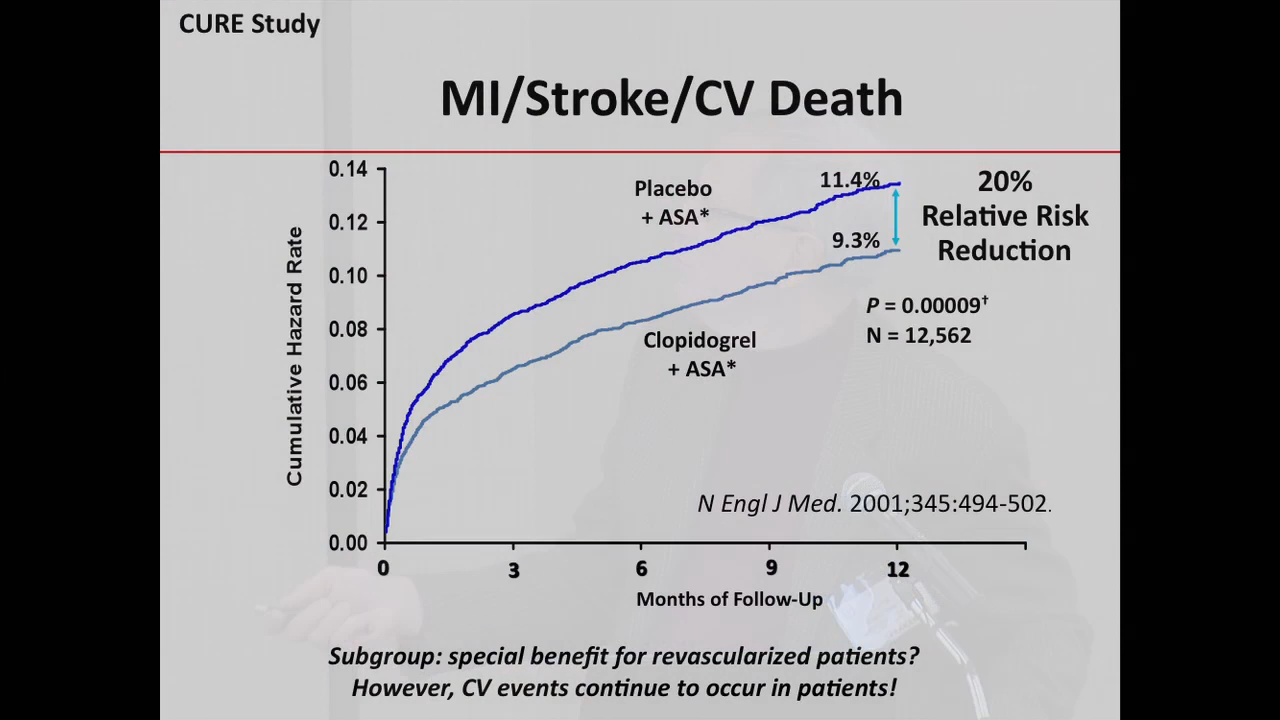 CURE Study
MI/Stroke/CV Death
0.14
0.12
0.10
0.08
0.06
0.04
0.02
0.00
Cumulative Hazard Rate
Placebo
+ ASA*
11.4%
9.3%
Clopidogrel
+ ASA*
20%
Relative Risk
Reduction
P = 0.00009†
N = 12,562
N Engl J Med. 2001;345:494-502.
0 3 6 9 12
Months of Follow-Up
Subgroup: special benefit for revascularized patients?
However, CV events continue to occur in patients!